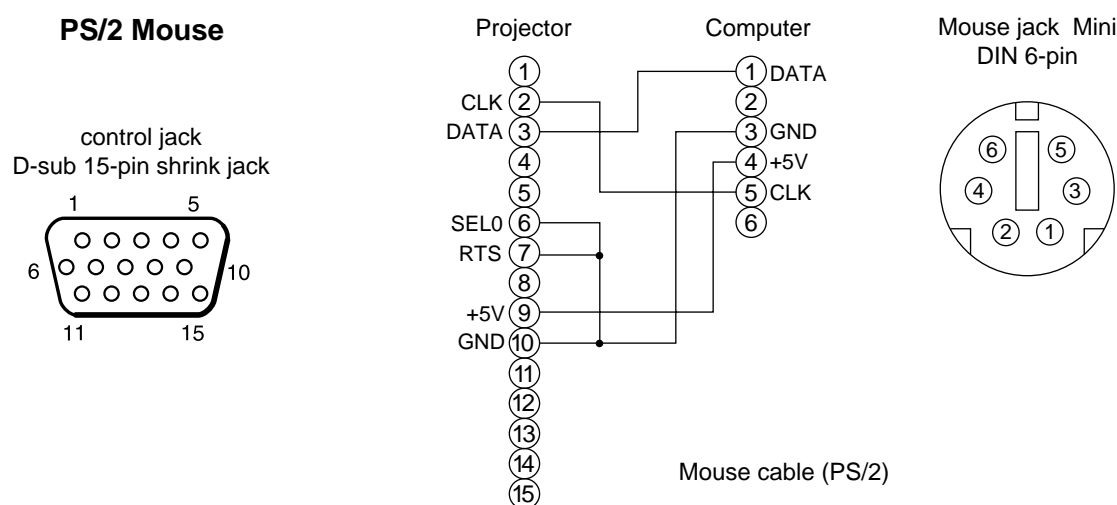 PS/2 Mouse
control jack
D-sub 15-pin shrink jack
1 5
6 10
11 15
Projector Computer
1
CLK 2
DATA 3
4
5
SEL0 6
RTS 7
8
+5V 9
GND 10
11
12
13
14
15
1 DATA
2
3 GND
4 +5V
5 CLK
6
Mouse cable (PS/2)
Mouse jack Mini
DIN 6-pin
6 5
4 3
2 1